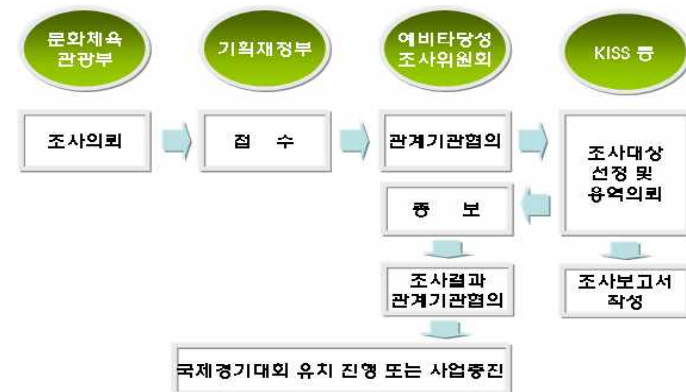 문화체육
관광부
기획재정부
예비타당성
조사위원회
KISS 등
조사의뢰
접 수
관계기관협의
조사대상
선정 및
용역의뢰
종 보
조사결과
관계기관협의
조사보고서
작성
국제경기대회 유치 진행 또는 사업중진